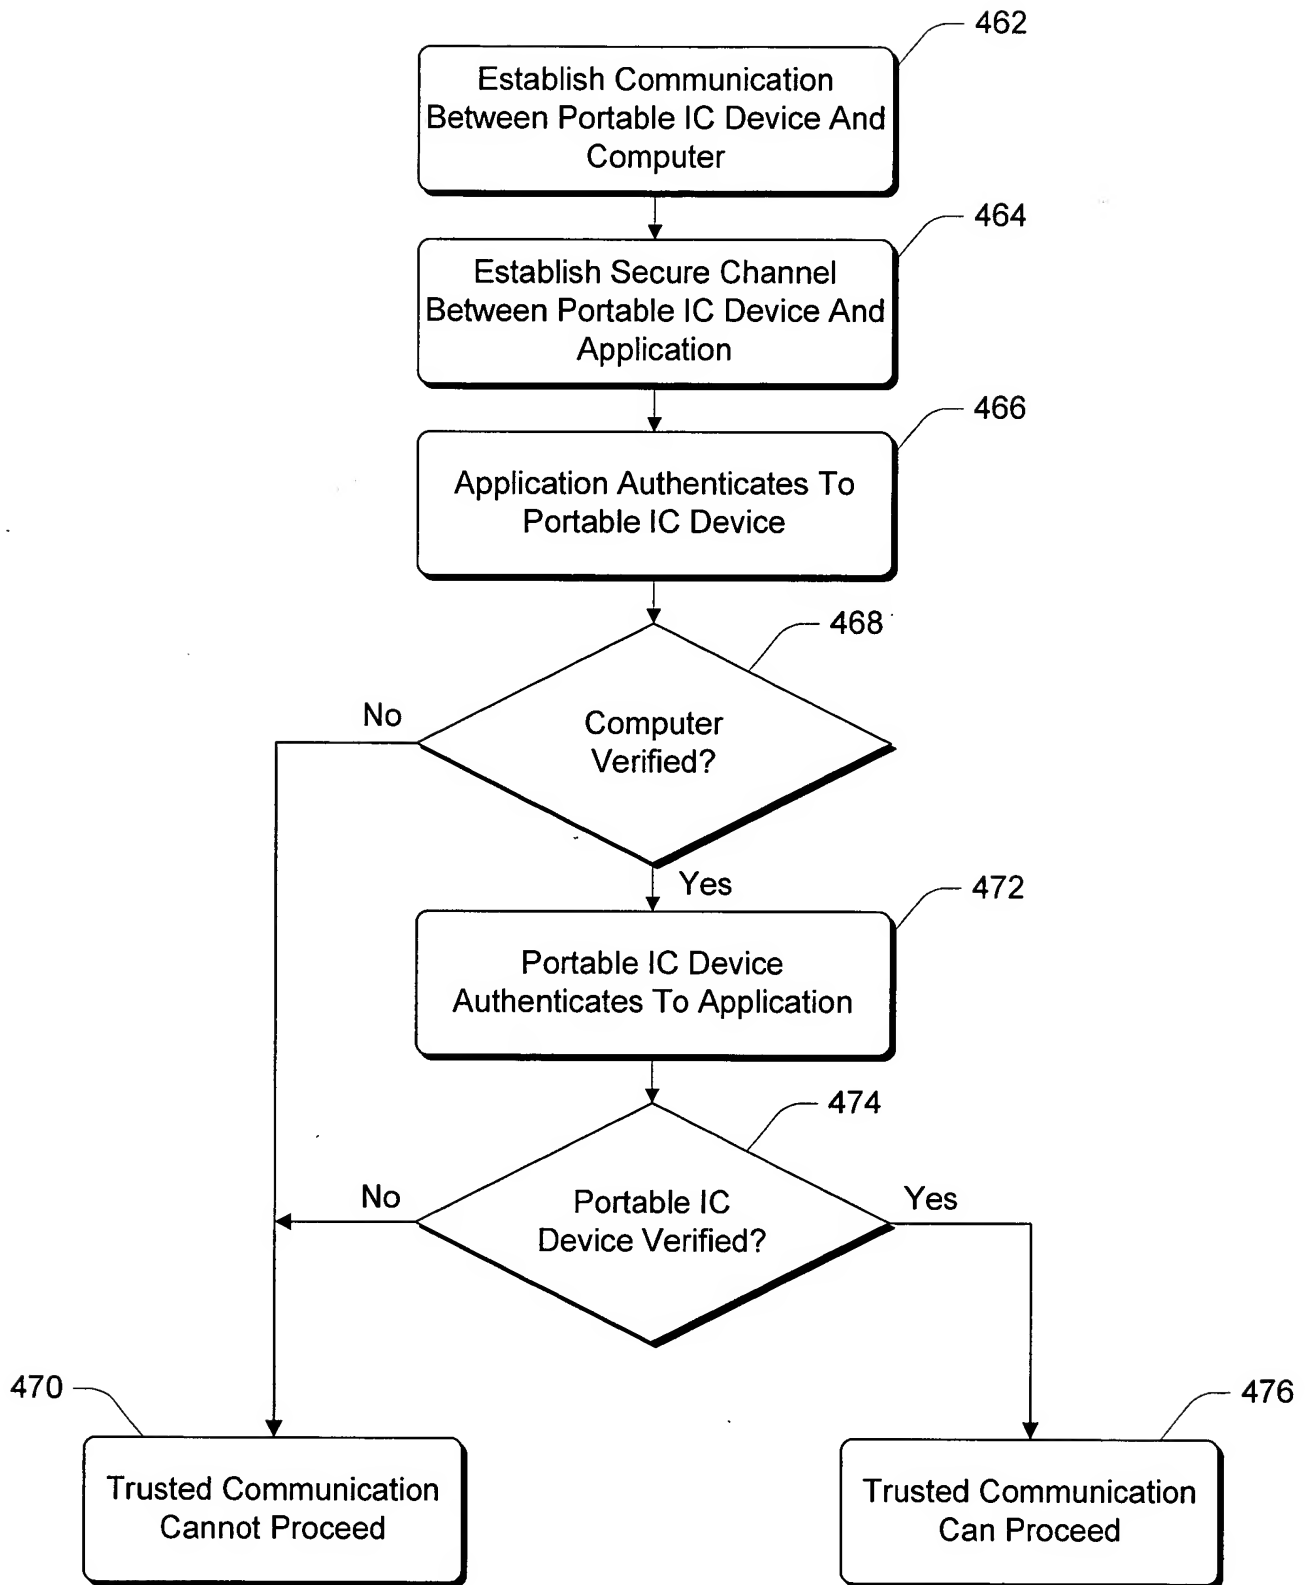 462
Establish Communication
Between Portable IC Device And
Computer
464
Establish Secure Channel
Between Portable IC Device And
Application
466
Application Authenticates To
Portable IC Device
468
No
Computer
Verified?
Yes
472
Portable IC Device
Authenticates To Application
474
No
Portable IC
Device Verified?
Yes
470
476
Trusted Communication
Cannot Proceed
Trusted Communication
Can Proceed